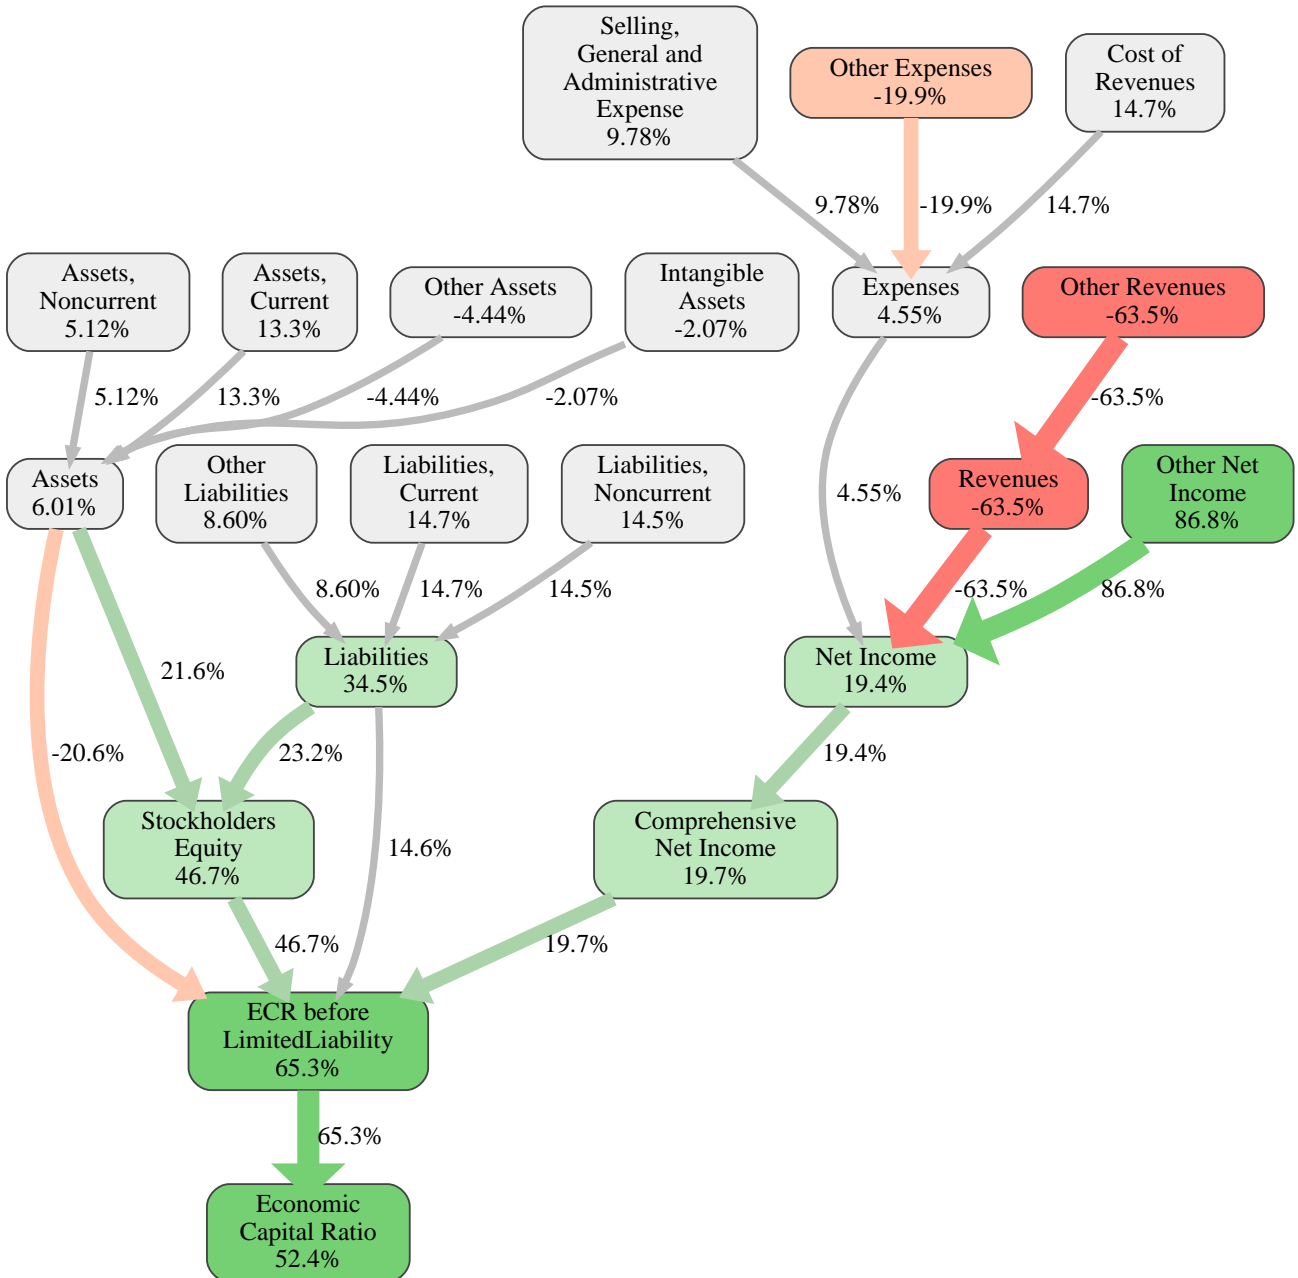 Selling,
General and
Administrative
Expense
9.78%
Other Expenses
-19.9%
Cost of
Revenues
14.7%
9.78%
-19.9%
14.7%
Assets,
Noncurrent
5.12%
Assets,
Current
13.3%
Other Assets
-4.44%
Intangible
Assets
-2.07%
Expenses
4.55%
Other Revenues
-63.5%
5.12%
13.3%
-4.44%
-2.07%
-63.5%
Assets
6.01%
Other
Liabilities
8.60%
Liabilities,
Current
14.7%
Liabilities,
Noncurrent
14.5%
4.55%
Revenues
-63.5%
Other Net
Income
86.8%
8.60%
14.7%
14.5%
-63.5%
86.8%
21.6%
Liabilities
34.5%
Net Income
19.4%
-20.6%
23.2%
19.4%
Stockholders
Equity
46.7%
14.6%
Comprehensive
Net Income
19.7%
46.7%
19.7%
ECR before
LimitedLiability
65.3%
65.3%
Economic
Capital Ratio
52.4%